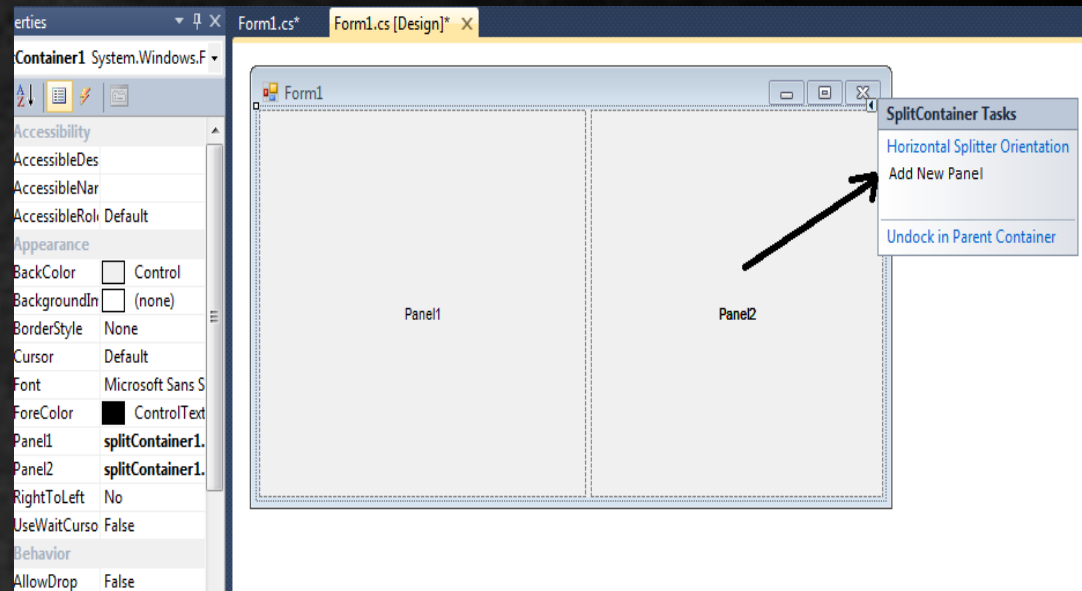 erties
Form1.cs*
Form1.cs [Design]*
Container1 System.Windows.F
Accessibility
AccessibleDes
AccessibleNar
AccessibleRol Default
Appearance
BackColor Control
BackgroundIn (none)
BorderStyle None
Cursor Default
Font Microsoft Sans S
ForeColor ControlText
Panel1 splitContainer1.
Panel2 splitContainer1.
RightToLeft No
UseWaitCurso False
Behavior
AllowDrop False
Form1
Panel1
Panel2
SplitContainer Tasks
Horizontal Splitter Orientation
Add New Panel
Undock in Parent Container